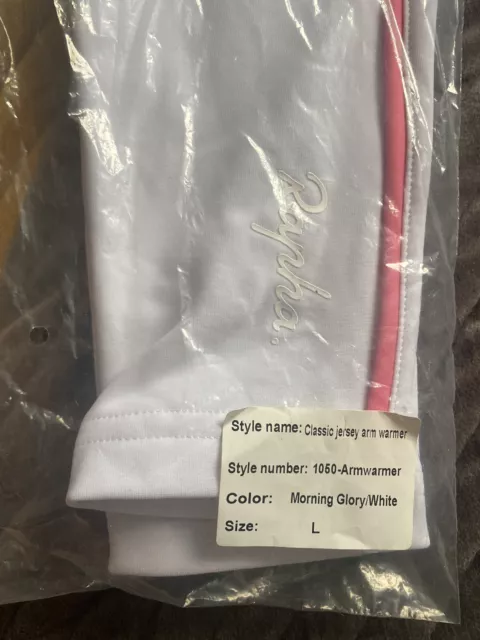 Rapha.
Style name: Classic jersey arm warmer
Style number: 1050-Armwarmer
Color: Morning Glory/White
Size: L